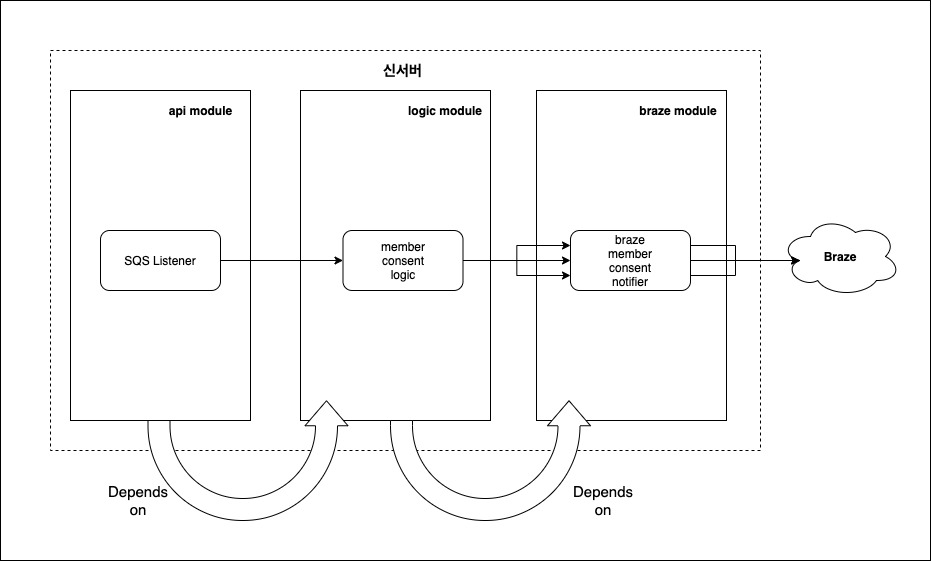 신서버
api module
logic module
braze module
SQS Listener
member
consent
logic
braze
member
consent
notifier
Braze
Depends
on
Depends
on